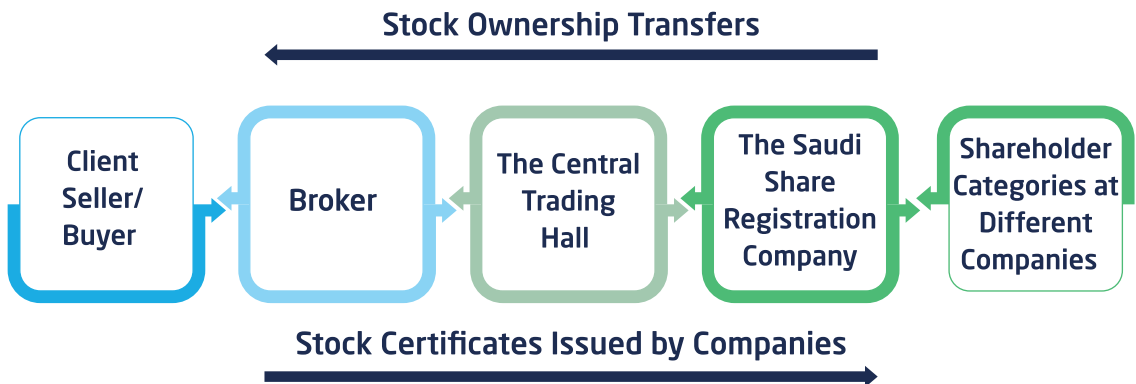 Stock Ownership Transfers
Client
Seller/
Buyer
Broker
The Central
Trading
Hall
The Saudi
Share
Registration
Company
Shareholder
Categories at
Different
Companies
Stock Certificates Issued by Companies